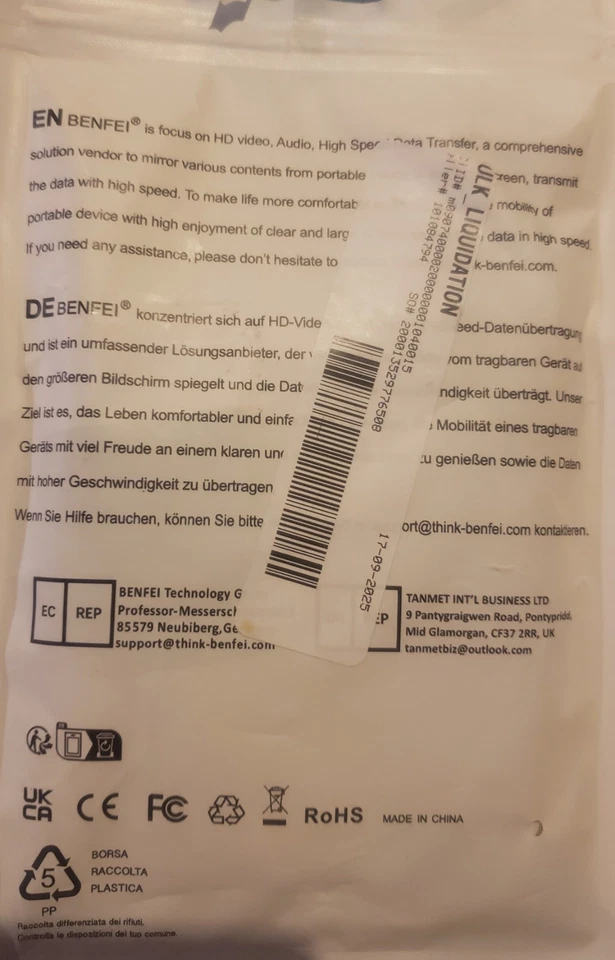 EN BENFEI® is focus on HD video, Audio, High Spe Data Transfer, a comprehensive
solution vendor to mirror various contents from portable reen, transmit
the data with high speed. To make life more comfortab mobility of
portable device with high enjoyment of clear and larg data in high speed.
If you need any assistance, please don't hesitate to k-benfei.com.
DE BENFEI® konzentriert sich auf HD-Vide eed-Datenübertragung
und ist ein umfassender Lösungsanbieter, der vom tragbaren Gerät auf
den größeren Bildschirm spiegelt und die Dat ndigkeit überträgt. Unser
Ziel ist es, das Leben komfortabler und einfa Mobilität eines tragbaren
Geräts mit viel Freude an einem klaren und zu genießen sowie die Daten
mit hoher Geschwindigkeit zu übertragen
Wenn Sie Hilfe brauchen, können Sie bitte ort@think-benfei.com kontaktieren.
ULK_LIQUIDATION
101084794
SO# 200013529776508
17-09-2025
EC REP
BENFEI Technology G
Professor-Messersch
85579 Neubiberg,Ge
support@think-benfei.com
EP
TANMET INT'L BUSINESS LTD
9 Pantygraigwen Road, Pontypridd,
Mid Glamorgan, CF37 2RR, UK
tanmetbiz@outlook.com
UK
CA CE FC RoHS MADE IN CHINA
5
PP
BORSA
RACCOLTA
PLASTICA
Raccolta differenziata dei rifiuti.
Controlla le disposizioni del tuo comune.